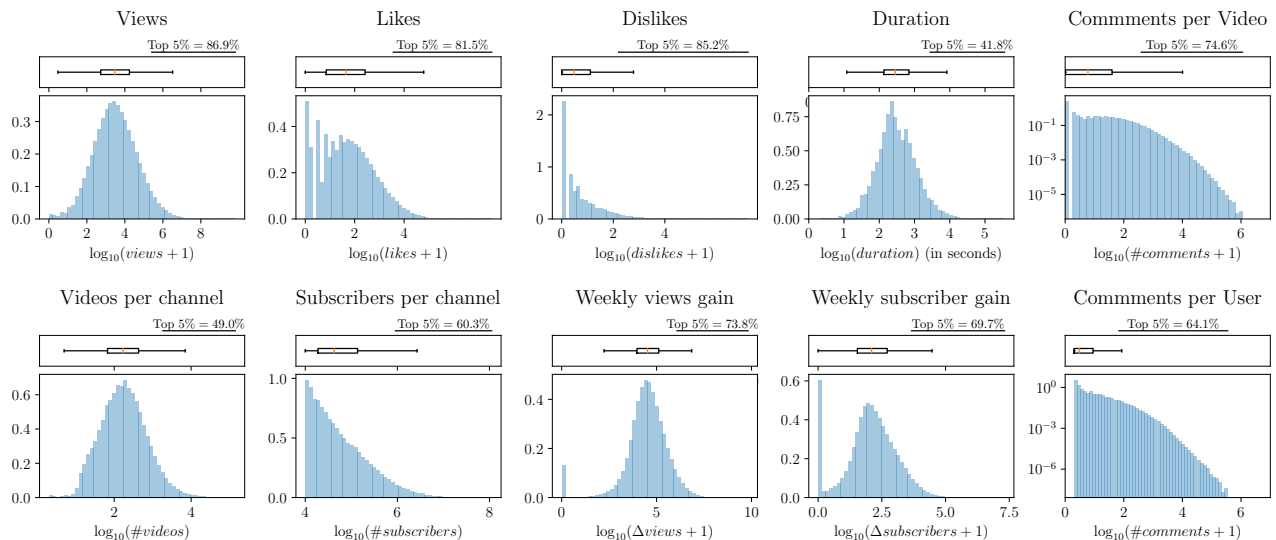 Views
Top 5% = 86.9%
0.3
0.2
0.1
0.0
0 2 4 6 8
log10(views + 1)
Likes
Top 5% = 81.5%
0.4
0.2
0.0
0 4
log10(likes + 1)
Dislikes
Top 5% = 85.2%
2
1
0
0 2 4
log10(dislikes + 1)
Duration
Top 5% = 41.8%
0
0.75
0.50
0.25
0.00
0 1 2 3 4 5
log10(duration) (in seconds)
Commments per Video
Top 5% = 74.6%
10−1
10−3
10−5
0 4 6
log10(#comments + 1)
Videos per channel
Top 5% = 49.0%
0.6
0.4
0.2
0.0
2 4
log10(#videos)
Subscribers per channel
Top 5% = 60.3%
1.0
0.5
0.0
4 6 8
log10(#subscribers)
Weekly views gain
Top 5% = 73.8%
0.4
0.2
0.0
0 5 10
log10(Δviews + 1)
Weekly subscriber gain
Top 5% = 69.7%
0.6
0.4
0.2
0.0
0.0 2.5 5.0 7.5
log10(Δsubscribers + 1)
Commments per User
Top 5% = 64.1%
100
10−3
10−6
0 2 4 6
log10(#comments + 1)